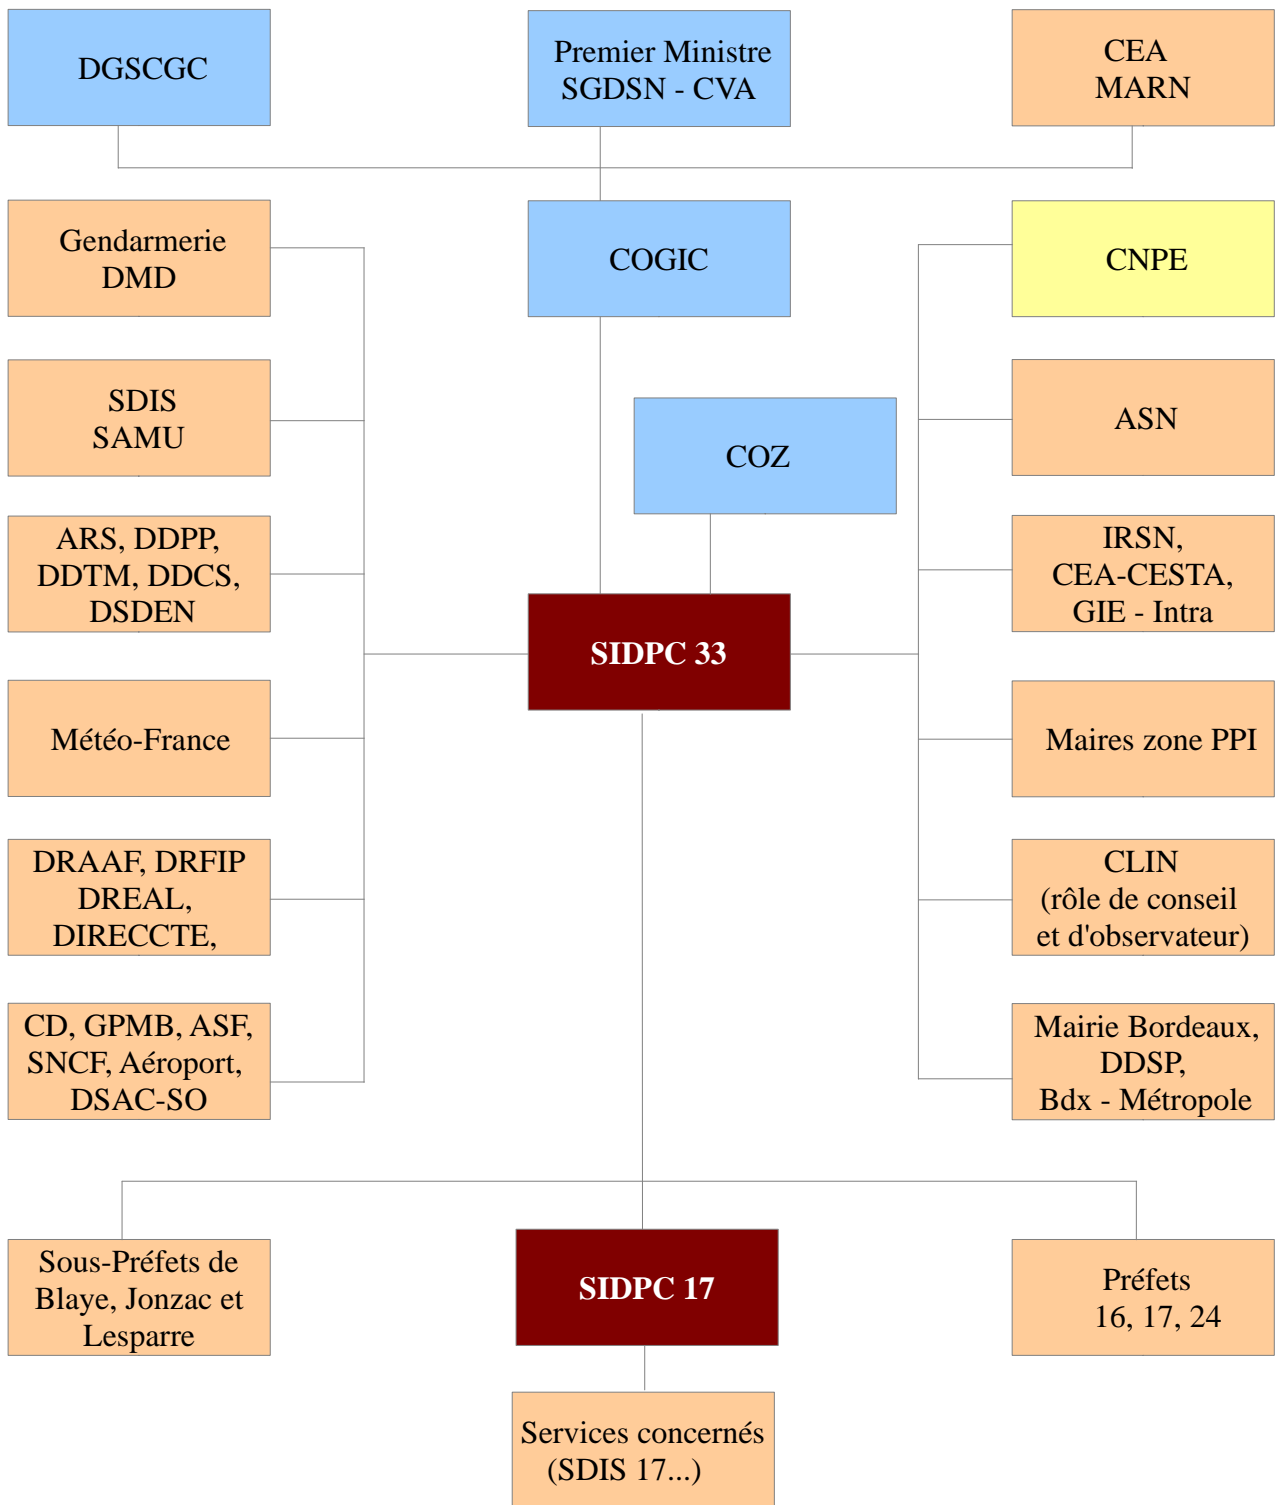 DGSCGC
Premier Ministre
SGDSN - CVA
CEA
MARN
Gendarmerie
DMD
COGIC
CNPE
SDIS
SAMU
COZ
ASN
ARS, DDPP,
DDTM, DDCS,
DSDEN
IRSN,
CEA-CESTA,
GIE - Intra
SIDPC 33
Météo-France
Maires zone PPI
DRAAF, DRFIP
DREAL,
DIRECCTE,
CLIN
(rôle de conseil
et d'observateur)
CD, GPMB, ASF,
SNCF, Aéroport,
DSAC-SO
Mairie Bordeaux,
DDSP,
Bdx - Métropole
Sous-Préfets de
Blaye, Jonzac et
Lesparre
SIDPC 17
Préfets
16, 17, 24
Services concernés
(SDIS 17...)